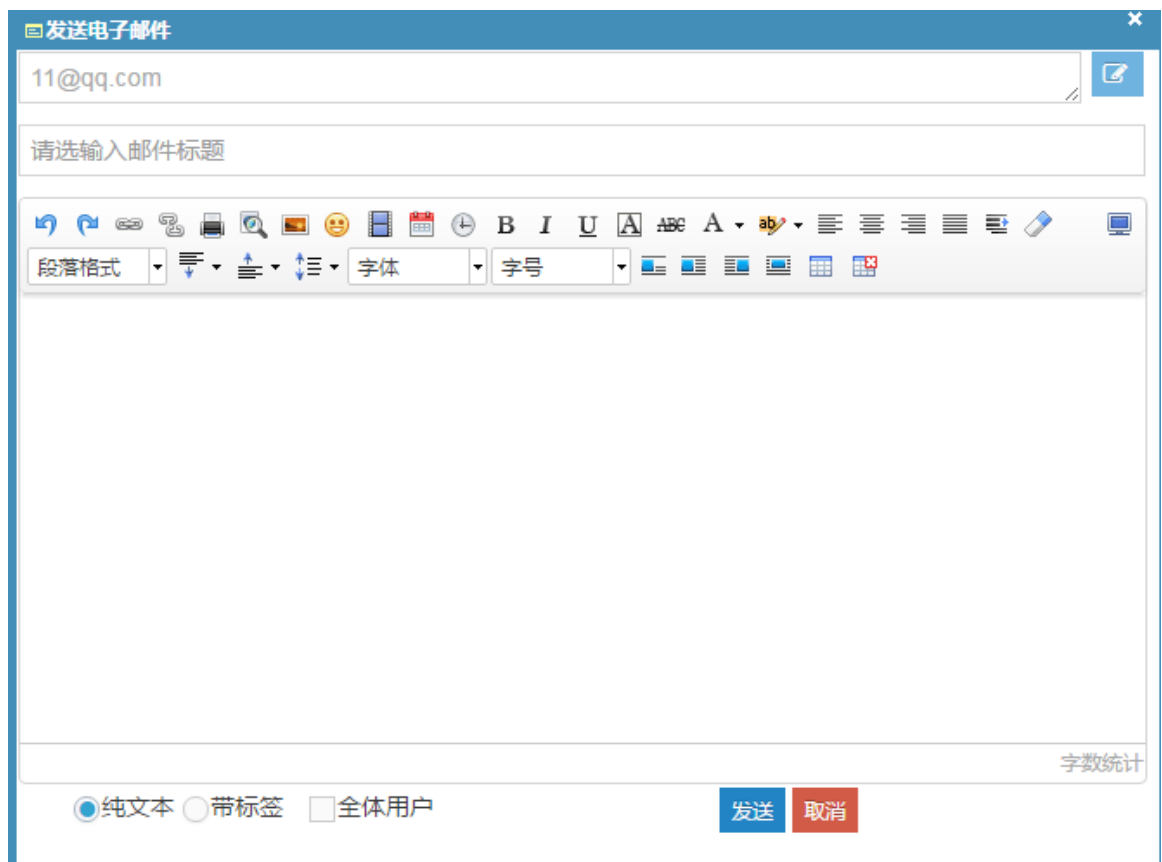 发送电子邮件
11@qq.com
请选输入邮件标题
B I U A ABC A ab
段落格式 字体 字号
字数统计
纯文本 带标签 全体用户 发送 取消